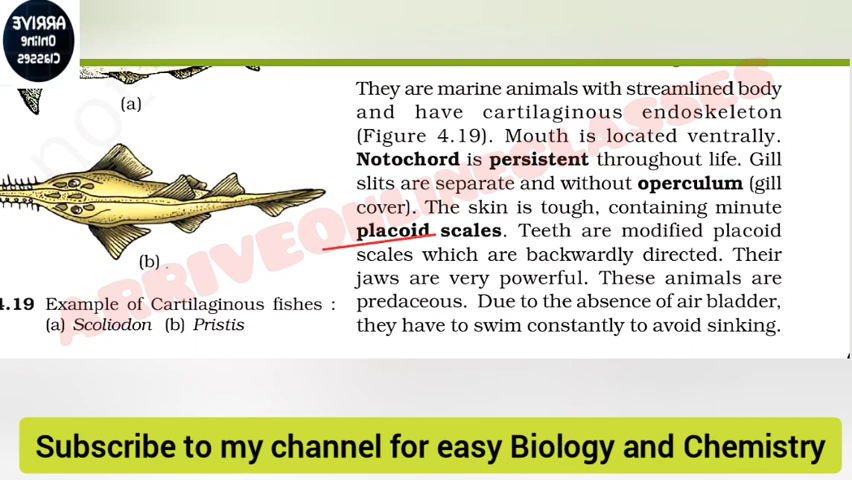 ARRIVE
Online
Classes
(a)
They are marine animals with streamlined body
and have cartilaginous endoskeleton
(Figure 4.19). Mouth is located ventrally.
Notochord is persistent throughout life. Gill
slits are separate and without operculum (gill
cover). The skin is tough, containing minute
placoid scales. Teeth are modified placoid
scales which are backwardly directed. Their
jaws are very powerful. These animals are
predaceous. Due to the absence of air bladder,
they have to swim constantly to avoid sinking.
(b)
4.19 Example of Cartilaginous fishes :
(a) Scoliodon (b) Pristis
ARRIVEONLINECLASSES
Subscribe to my channel for easy Biology and Chemistry